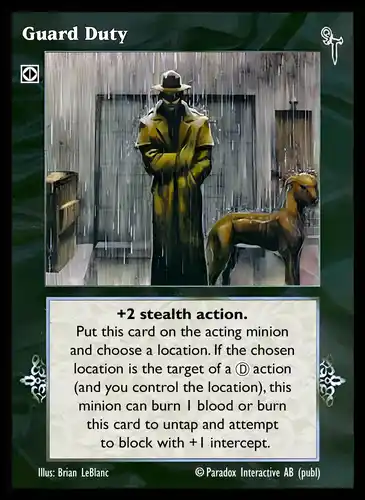 Guard Duty
+2 stealth action.
Put this card on the acting minion
and choose a location. If the chosen
location is the target of a Ⓓ action
(and you control the location), this
minion can burn 1 blood or burn
this card to untap and attempt
to block with +1 intercept.
Illus: Brian LeBlanc
© Paradox Interactive AB (publ)